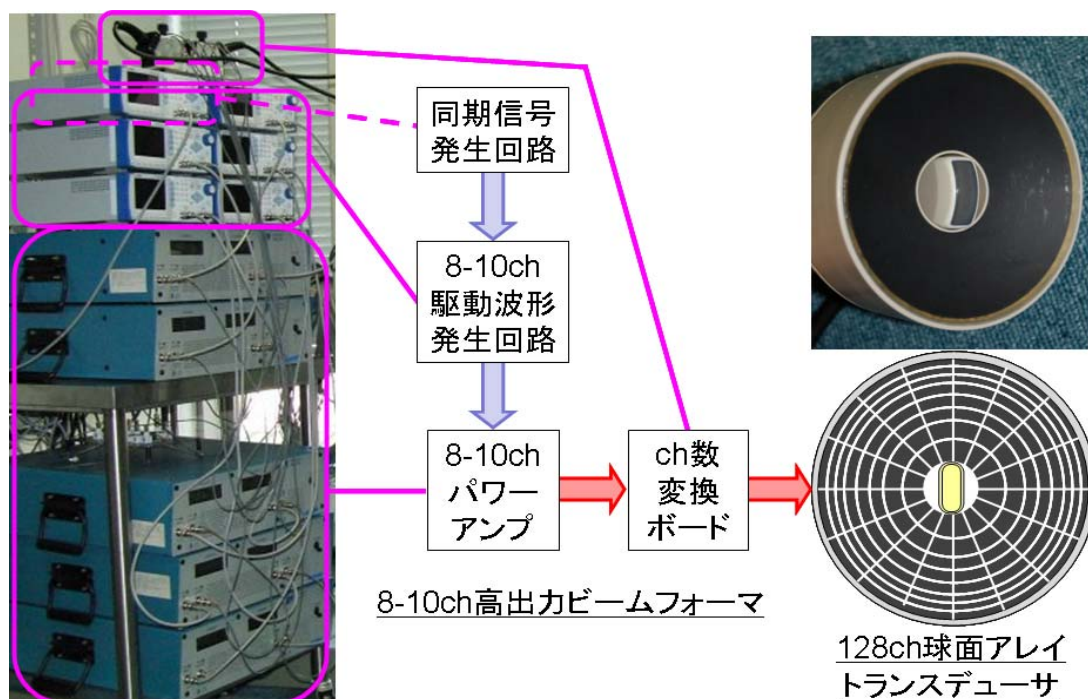 同期信号
発生回路
8-10ch
駆動波形
発生回路
8-10ch
パワー
アンプ
ch数
変換
ボード
8-10ch高出力ビームフォーマ
128ch球面アレイ
トランスデューサ